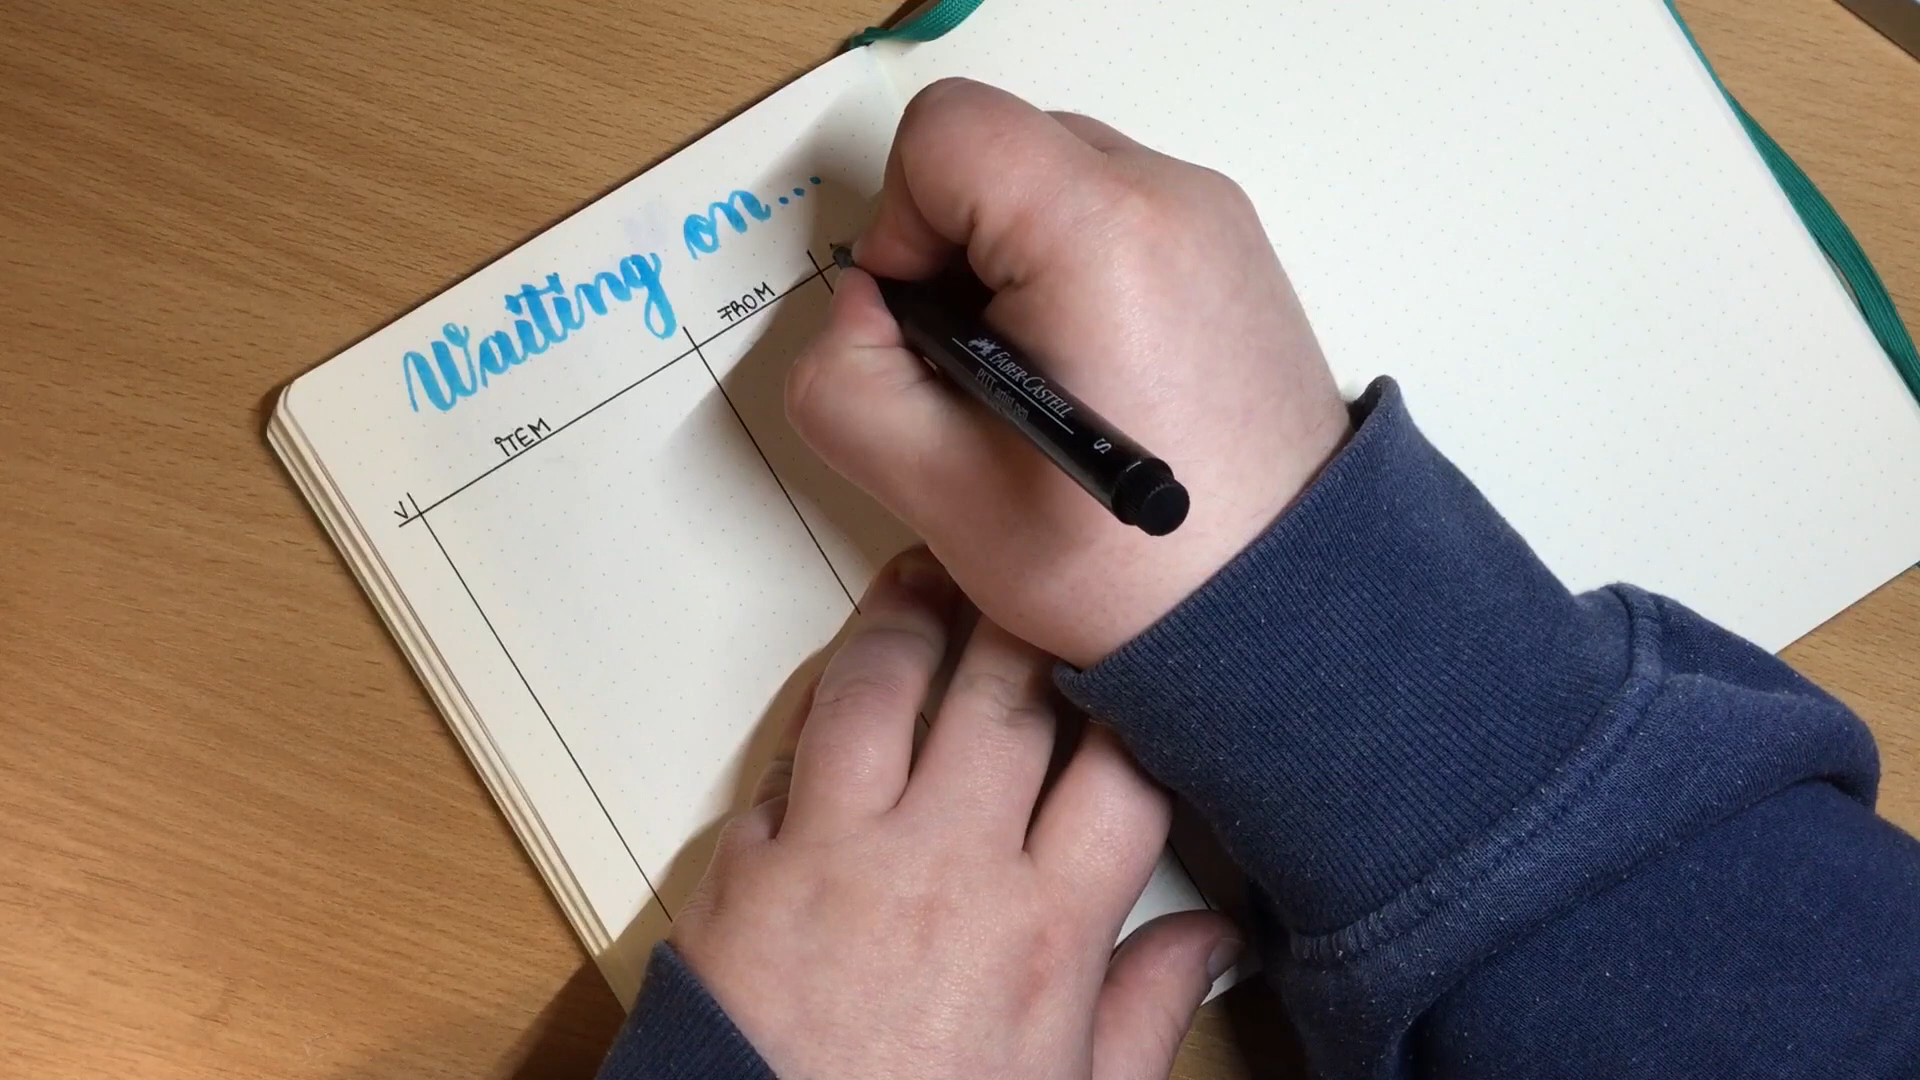 Waiting on...
V ITEM FROM
FABER-CASTELL
PITT artist pen
S